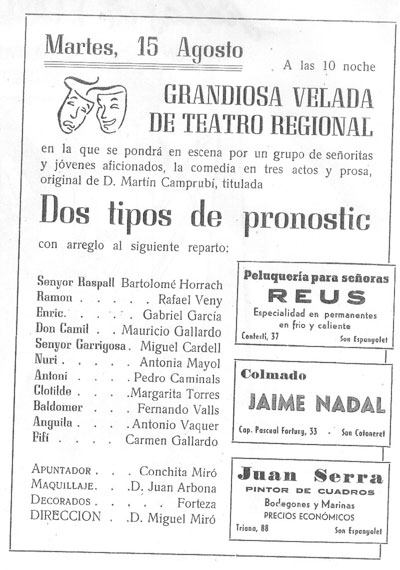 Martes, 15 Agosto
A las 10 noche
GRANDIOSA VELADA
DE TEATRO REGIONAL
en la que se pondrá en escena por un grupo de señoritas
y jóvenes aficionados, la comedia en tres actos y prosa,
original de D. Martín Camprubí, titulada
Dos tipos de pronostic
con arreglo al siguiente reparto:
Senyor Raspall Bartolomé Horrach
Ramon . . . . . Rafael Veny
Enric. . . . . Gabriel García
Don Camil . . Mauricio Gallardo
Senyor Garrigosa. Miguel Cardell
Nuri . . . . . Antonia Mayol
Antoni . . . . Pedro Caminals
Clotilde . . . .Margarita Torres
Baldomer . . . Fernando Valls
Anguila . . . . Antonio Vaquer
Fifí . . . . . Carmen Gallardo
APUNTADOR . . . Conchita Miró
MAQUILLAJE. . .D. Juan Arbona
DECORADOS . . . . Forteza
DIRECCION . . .D. Miguel Miró
Peluquería para señoras
REUS
Especialidad en permanentes
en frio y caliente
Contestí, 37 Son Espanyolet
Colmado
JAIME NADAL
Cap. Pascual Fortuny, 33 - Son Cotoneret
Juan Serra
PINTOR DE CUADROS
Bodegones y Marinas
PRECIOS ECONÓMICOS
Triana, 88 Son Espanyolet